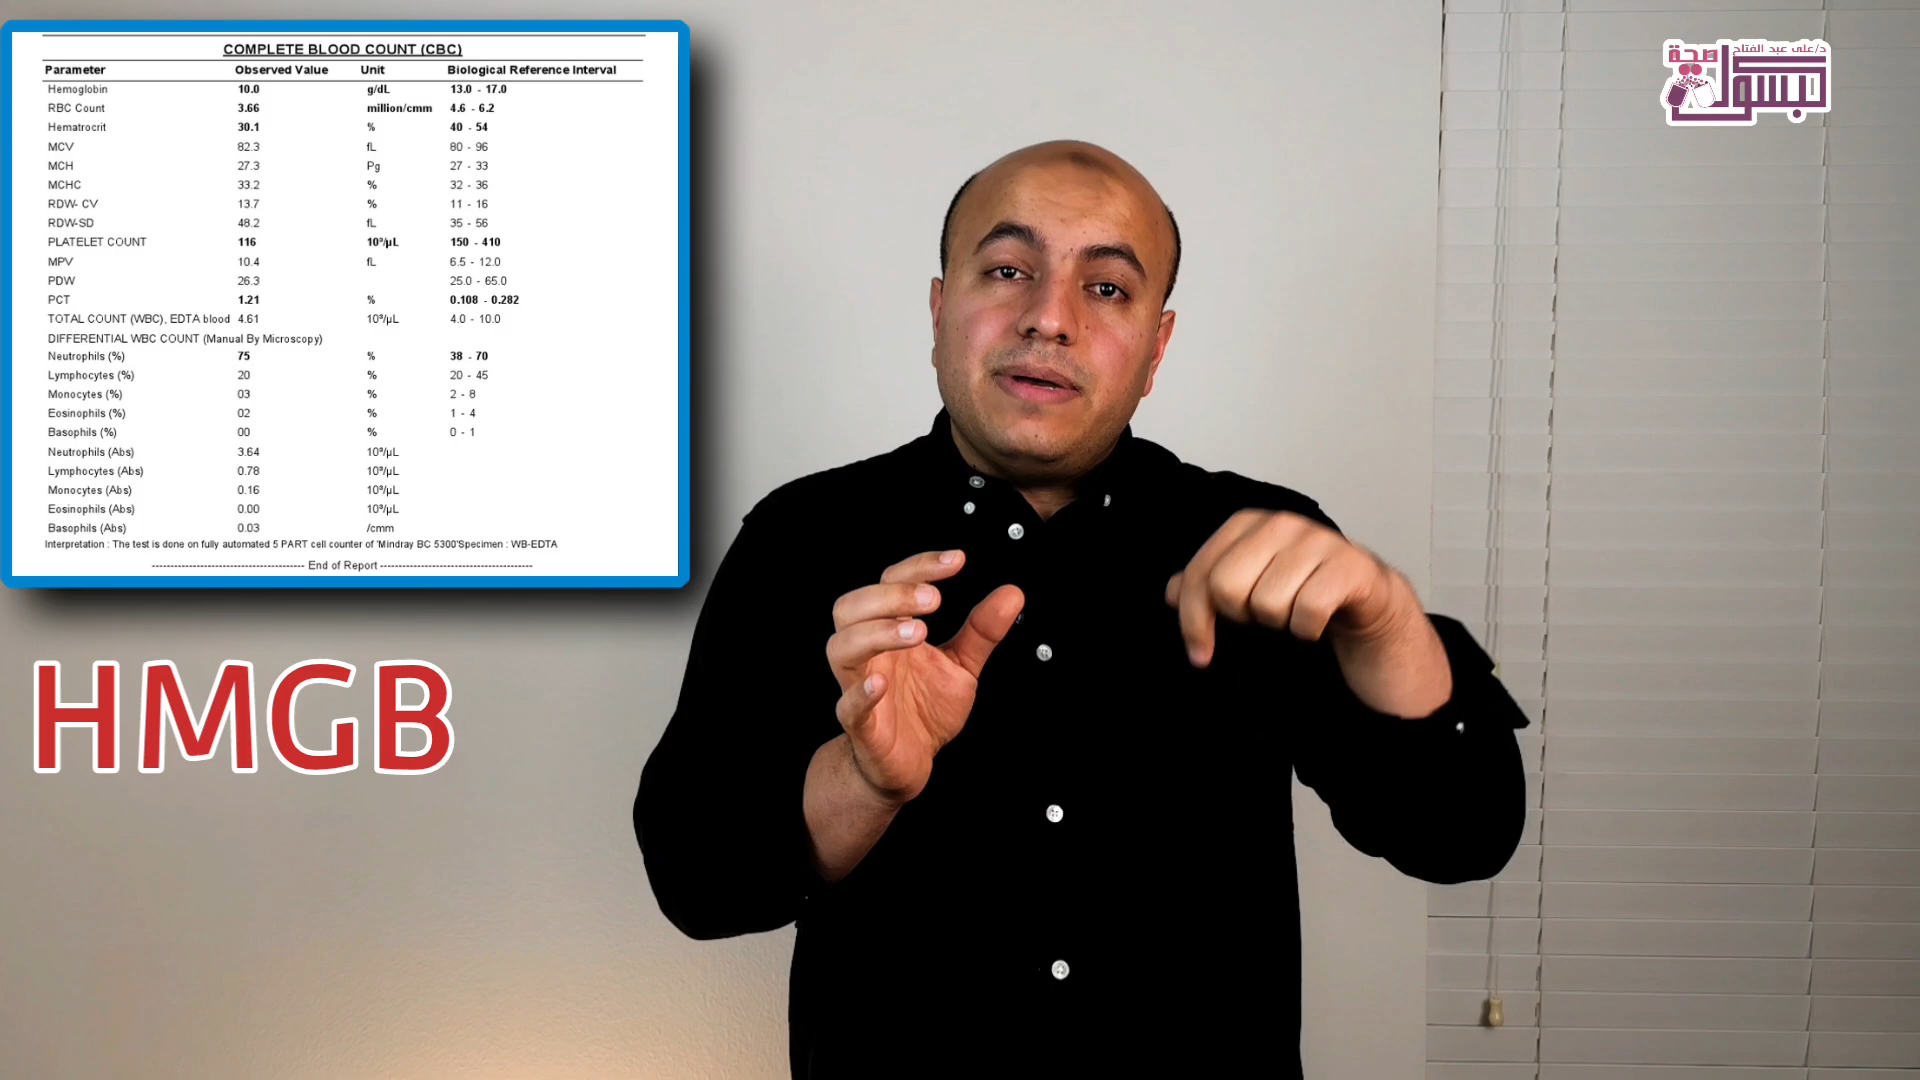 COMPLETE BLOOD COUNT (CBC)
Parameter Observed Value Unit Biological Reference Interval
Hemoglobin 10.0 g/dL 13.0 - 17.0
RBC Count 3.66 million/cmm 4.6 - 6.2
Hematrocrit 30.1 % 40 - 54
MCV 82.3 fL 80 - 96
MCH 27.3 Pg 27 - 33
MCHC 33.2 % 32 - 36
RDW- CV 13.7 % 11 - 16
RDW-SD 48.2 fL 35 - 56
PLATELET COUNT 116 10³/µL 150 - 410
MPV 10.4 fL 6.5 - 12.0
PDW 26.3 25.0 - 65.0
PCT 1.21 % 0.108 - 0.282
TOTAL COUNT (WBC), EDTA blood 4.61 10³/µL 4.0 - 10.0
DIFFERENTIAL WBC COUNT (Manual By Microscopy)
Neutrophils (%) 75 % 38 - 70
Lymphocytes (%) 20 % 20 - 45
Monocytes (%) 03 % 2 - 8
Eosinophils (%) 02 % 1 - 4
Basophils (%) 00 % 0 - 1
Neutrophils (Abs) 3.64 10³/µL
Lymphocytes (Abs) 0.78 10³/µL
Monocytes (Abs) 0.16 10³/µL
Eosinophils (Abs) 0.00 10³/µL
Basophils (Abs) 0.03 /cmm
Interpretation : The test is done on fully automated 5 PART cell counter of 'Mindray BC 5300'Specimen : WB-EDTA
End of Report
HMGB
د/علي عبد الفتاح
صحة
كبسولة